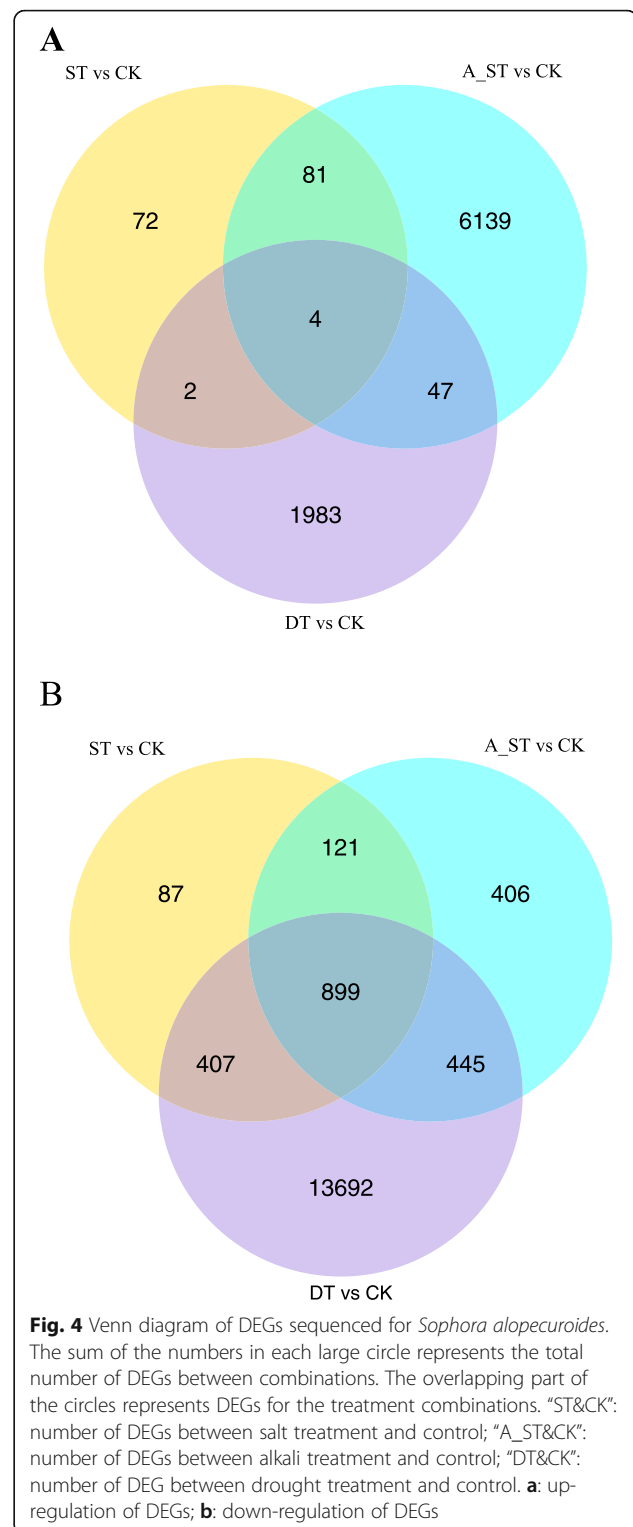 A
ST vs CK
A_ST vs CK
81
72
6139
4
2
47
1983
DT vs CK
B
ST vs CK
A_ST vs CK
121
87
406
899
407
445
13692
DT vs CK
Fig. 4 Venn diagram of DEGs sequenced for Sophora alopecuroides.
The sum of the numbers in each large circle represents the total
number of DEGs between combinations. The overlapping part of
the circles represents DEGs for the treatment combinations. “ST&CK”:
number of DEGs between salt treatment and control; “A_ST&CK”:
number of DEGs between alkali treatment and control; “DT&CK”:
number of DEG between drought treatment and control. a: up-
regulation of DEGs; b: down-regulation of DEGs